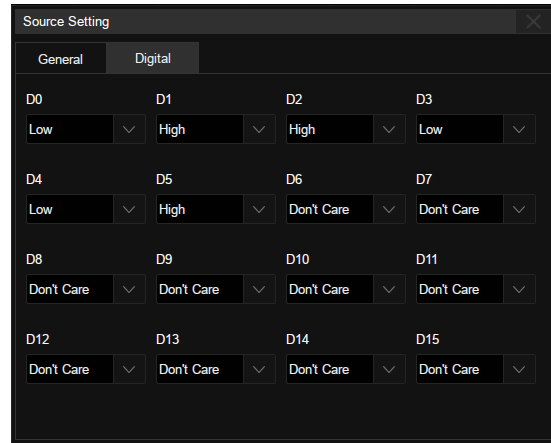 Source Setting
General Digital
D0 D1 D2 D3
Low High High Low
D4 D5 D6 D7
Low High Don't Care Don't Care
D8 D9 D10 D11
Don't Care Don't Care Don't Care Don't Care
D12 D13 D14 D15
Don't Care Don't Care Don't Care Don't Care